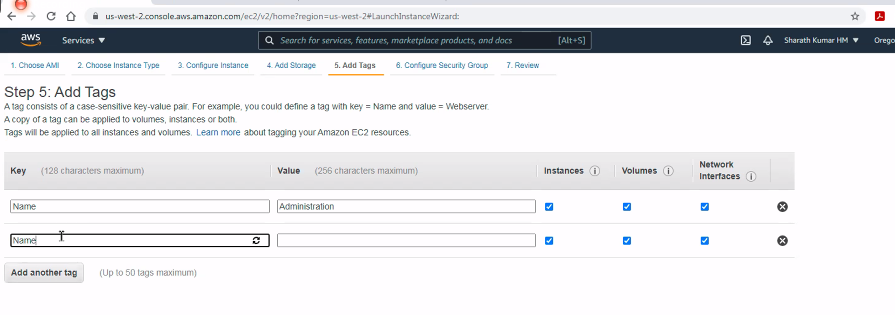 us-west-2.console.aws.amazon.com/ec2/v2/home?region=us-west-2#LaunchInstanceWizard:
aws Services Search for services, features, marketplace products, and docs [Alt+S] Sharath Kumar HM Orego
1. Choose AMI 2. Choose Instance Type 3. Configure Instance 4. Add Storage 5. Add Tags 6. Configure Security Group 7. Review
Step 5: Add Tags
A tag consists of a case-sensitive key-value pair. For example, you could define a tag with key = Name and value = Webserver.
A copy of a tag can be applied to volumes, instances or both.
Tags will be applied to all instances and volumes. Learn more about tagging your Amazon EC2 resources.
Key (128 characters maximum) Value (256 characters maximum) Instances Volumes Network Interfaces
Name Administration
Name
Add another tag (Up to 50 tags maximum)